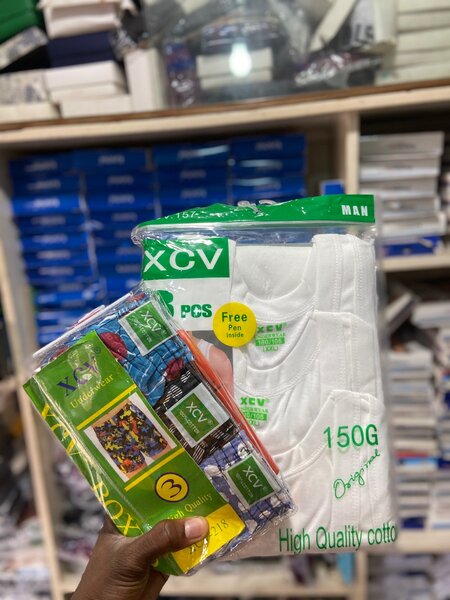 157
MAN
XCV
3 PCS
Free
Pen
inside
XCV
XCV
150G
Original
High Quality cotto
XCV
Underwear
XCV BOX
3
High Quality
XCV
XCV
XCV